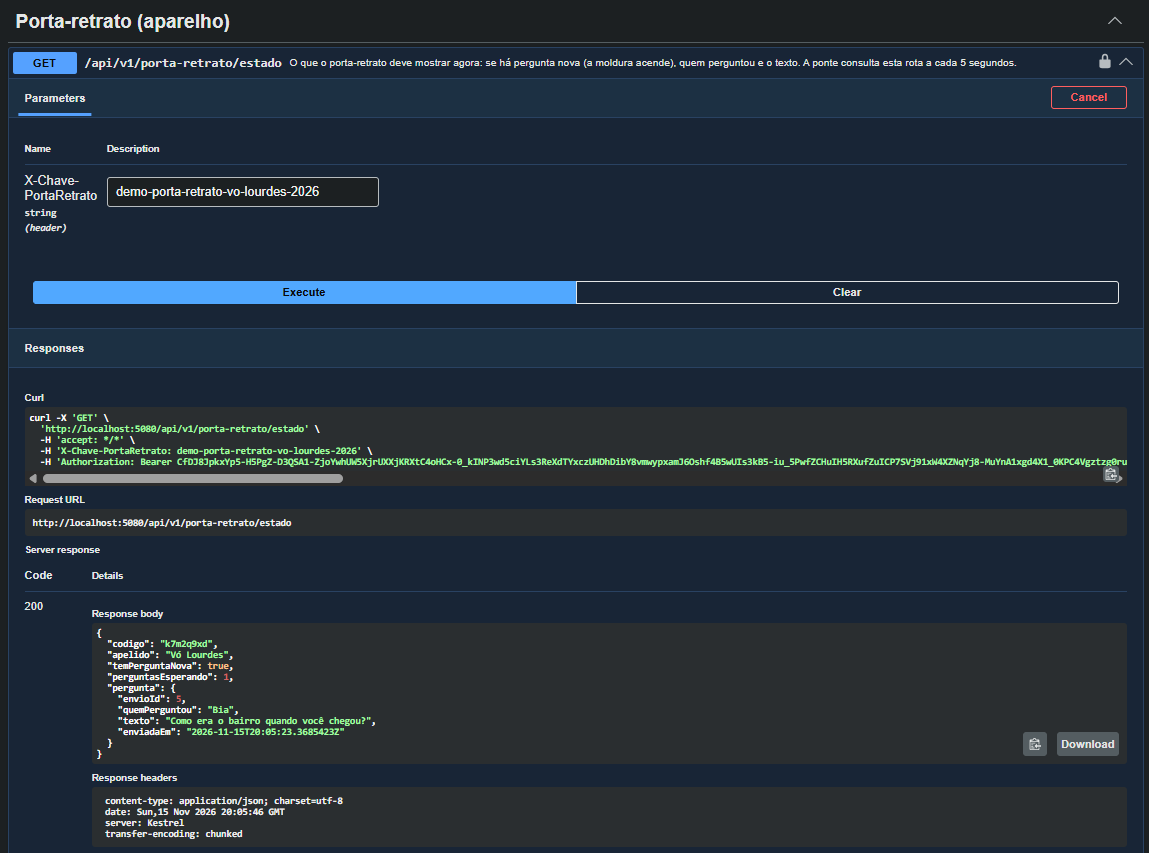 Porta-retrato (aparelho)
GET /api/v1/porta-retrato/estado O que o porta-retrato deve mostrar agora: se há pergunta nova (a moldura acende), quem perguntou e o texto. A ponte consulta esta rota a cada 5 segundos.
Parameters
Cancel
Name Description
X-Chave-
PortaRetrato
string
(header)
demo-porta-retrato-vo-lourdes-2026
Execute Clear
Responses
Curl
curl -X 'GET' \
'http://localhost:5080/api/v1/porta-retrato/estado' \
-H 'accept: */*' \
-H 'X-Chave-PortaRetrato: demo-porta-retrato-vo-lourdes-2026' \
-H 'Authorization: Bearer
Request URL
http://localhost:5080/api/v1/porta-retrato/estado
Server response
Code Details
200
Response body
{
"codigo": "k7m2q9xd",
"apelido": "Vó Lourdes",
"temPerguntaNova": true,
"perguntasEsperando": 1,
"pergunta": {
"envioId": 5,
"quemPerguntou": "Bia",
"texto": "Como era o bairro quando você chegou?",
"enviadaEm": "2026-11-15T20:05:23.3685423Z"
}
}
Download
Response headers
content-type: application/json; charset=utf-8
date: Sun,15 Nov 2026 20:05:46 GMT
server: Kestrel
transfer-encoding: chunked